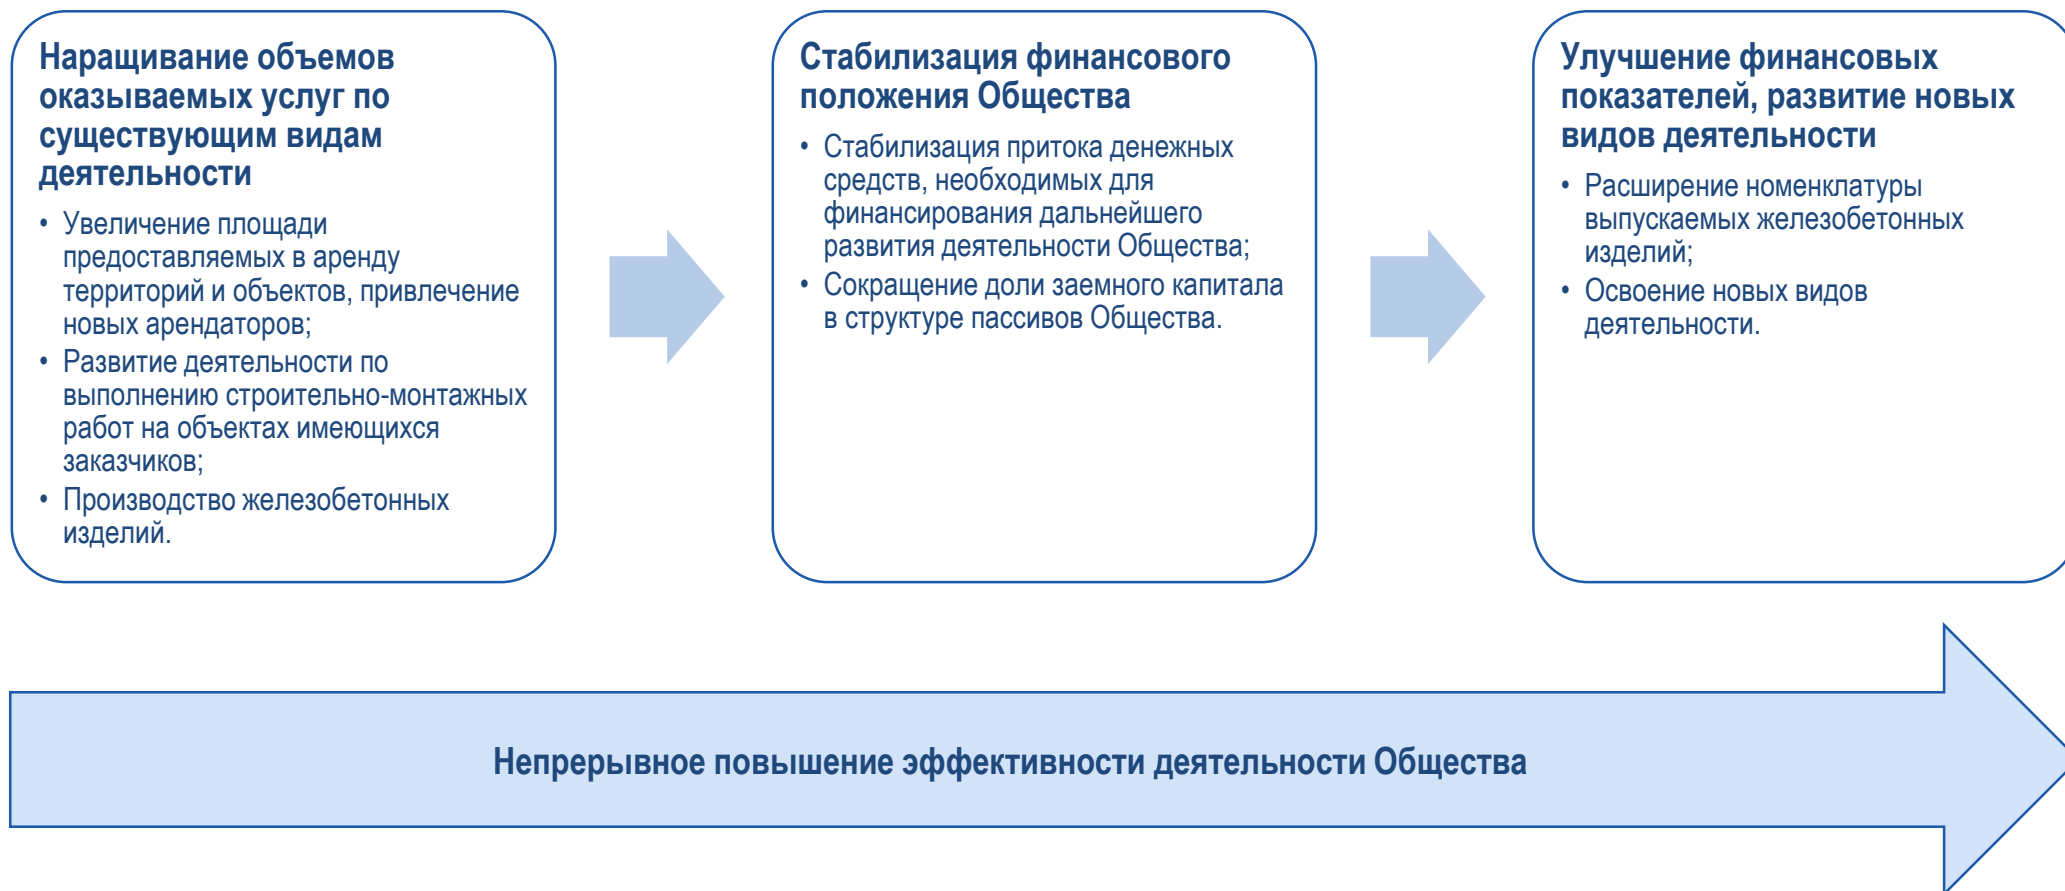 Наращивание объемов
оказываемых услуг по
существующим видам
деятельности
• Увеличение площади
предоставляемых в аренду
территорий и объектов, привлечение
новых арендаторов;
• Развитие деятельности по
выполнению строительно-монтажных
работ на объектах имеющихся
заказчиков;
• Производство железобетонных
изделий.
Стабилизация финансового
положения Общества
• Стабилизация притока денежных
средств, необходимых для
финансирования дальнейшего
развития деятельности Общества;
• Сокращение доли заемного капитала
в структуре пассивов Общества.
Улучшение финансовых
показателей, развитие новых
видов деятельности
• Расширение номенклатуры
выпускаемых железобетонных
изделий;
• Освоение новых видов
деятельности.
Непрерывное повышение эффективности деятельности Общества